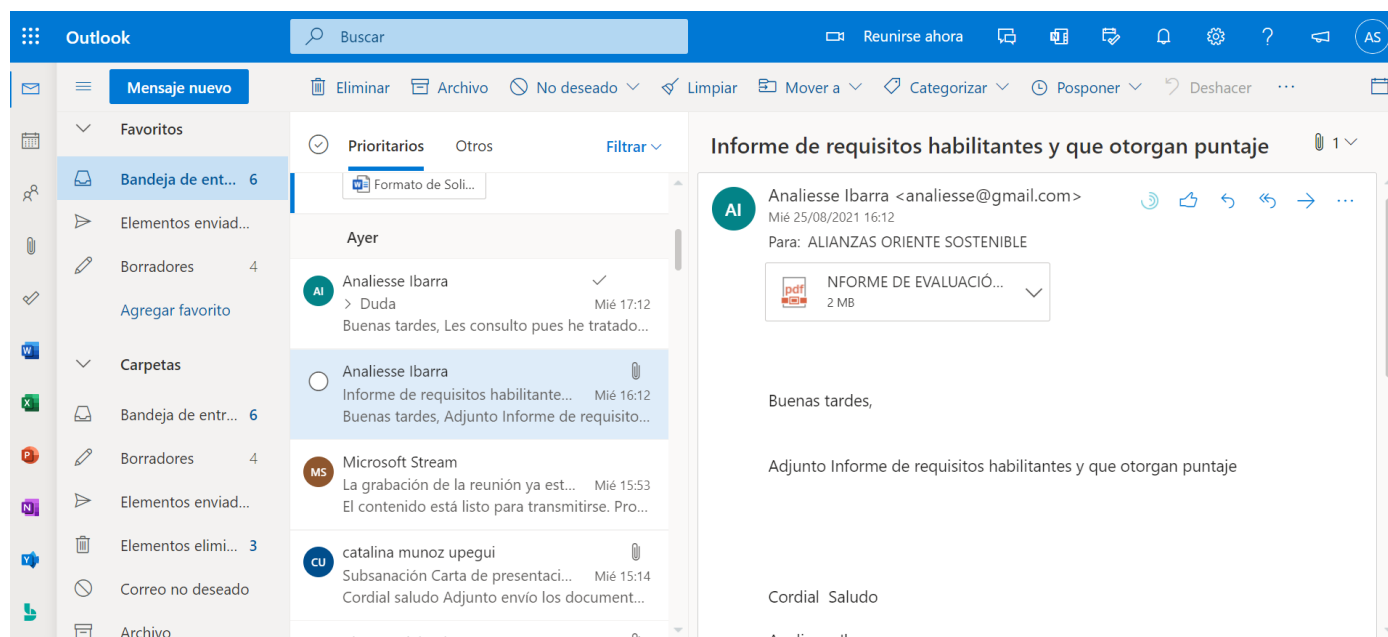 Outlook
Buscar
Reunirse ahora
AS
Mensaje nuevo
Eliminar
Archivo
No deseado
Limpiar
Mover a
Categorizar
Posponer
Deshacer
Favoritos
Bandeja de ent... 6
Elementos enviad...
Borradores 4
Agregar favorito
Carpetas
Bandeja de entr... 6
Borradores 4
Elementos enviad...
Elementos elimi... 3
Correo no deseado
Archivo
Prioritarios Otros Filtrar
Formato de Soli...
Ayer
AI
Analiesse Ibarra
> Duda Mié 17:12
Buenas tardes, Les consulto pues he tratado...
Analiesse Ibarra
Informe de requisitos habilitante... Mié 16:12
Buenas tardes, Adjunto Informe de requisito...
MS
Microsoft Stream
La grabación de la reunión ya est... Mié 15:53
El contenido está listo para transmitirse. Pro...
CU
catalina munoz upegui
Subsanación Carta de presentaci... Mié 15:14
Cordial saludo Adjunto envío los document...
Informe de requisitos habilitantes y que otorgan puntaje 1
AI
Analiesse Ibarra <analiesse@gmail.com>
Mié 25/08/2021 16:12
Para: ALIANZAS ORIENTE SOSTENIBLE
pdf
NFORME DE EVALUACIÓ...
2 MB
Buenas tardes,
Adjunto Informe de requisitos habilitantes y que otorgan puntaje
Cordial Saludo